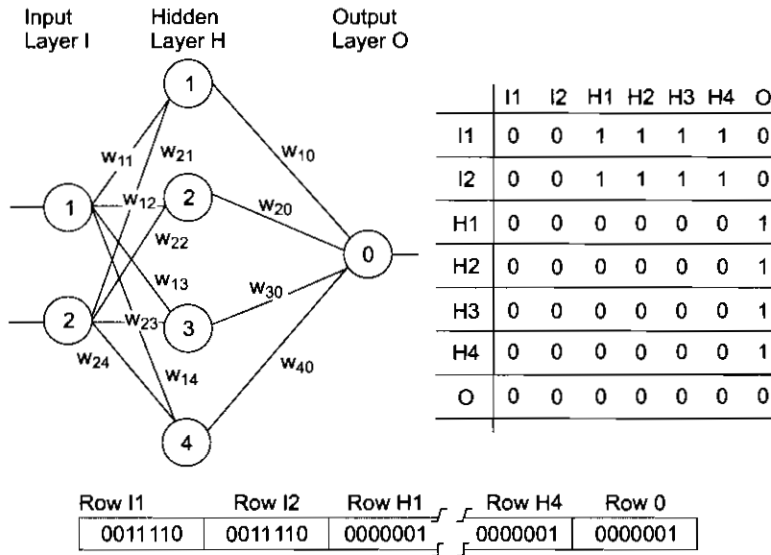 Input Layer I
Hidden Layer H
Output Layer O
1
w11
w21
w10
1
w12
2
w20
w22
0
w13
w30
2
w23
3
w24
w14
w40
4
I1 I2 H1 H2 H3 H4 O
I1 0 0 1 1 1 1 0
I2 0 0 1 1 1 1 0
H1 0 0 0 0 0 0 1
H2 0 0 0 0 0 0 1
H3 0 0 0 0 0 0 1
H4 0 0 0 0 0 0 1
O 0 0 0 0 0 0 0
Row I1 Row I2 Row H1 Row H4 Row 0
0011110 0011110 0000001 0000001 0000001